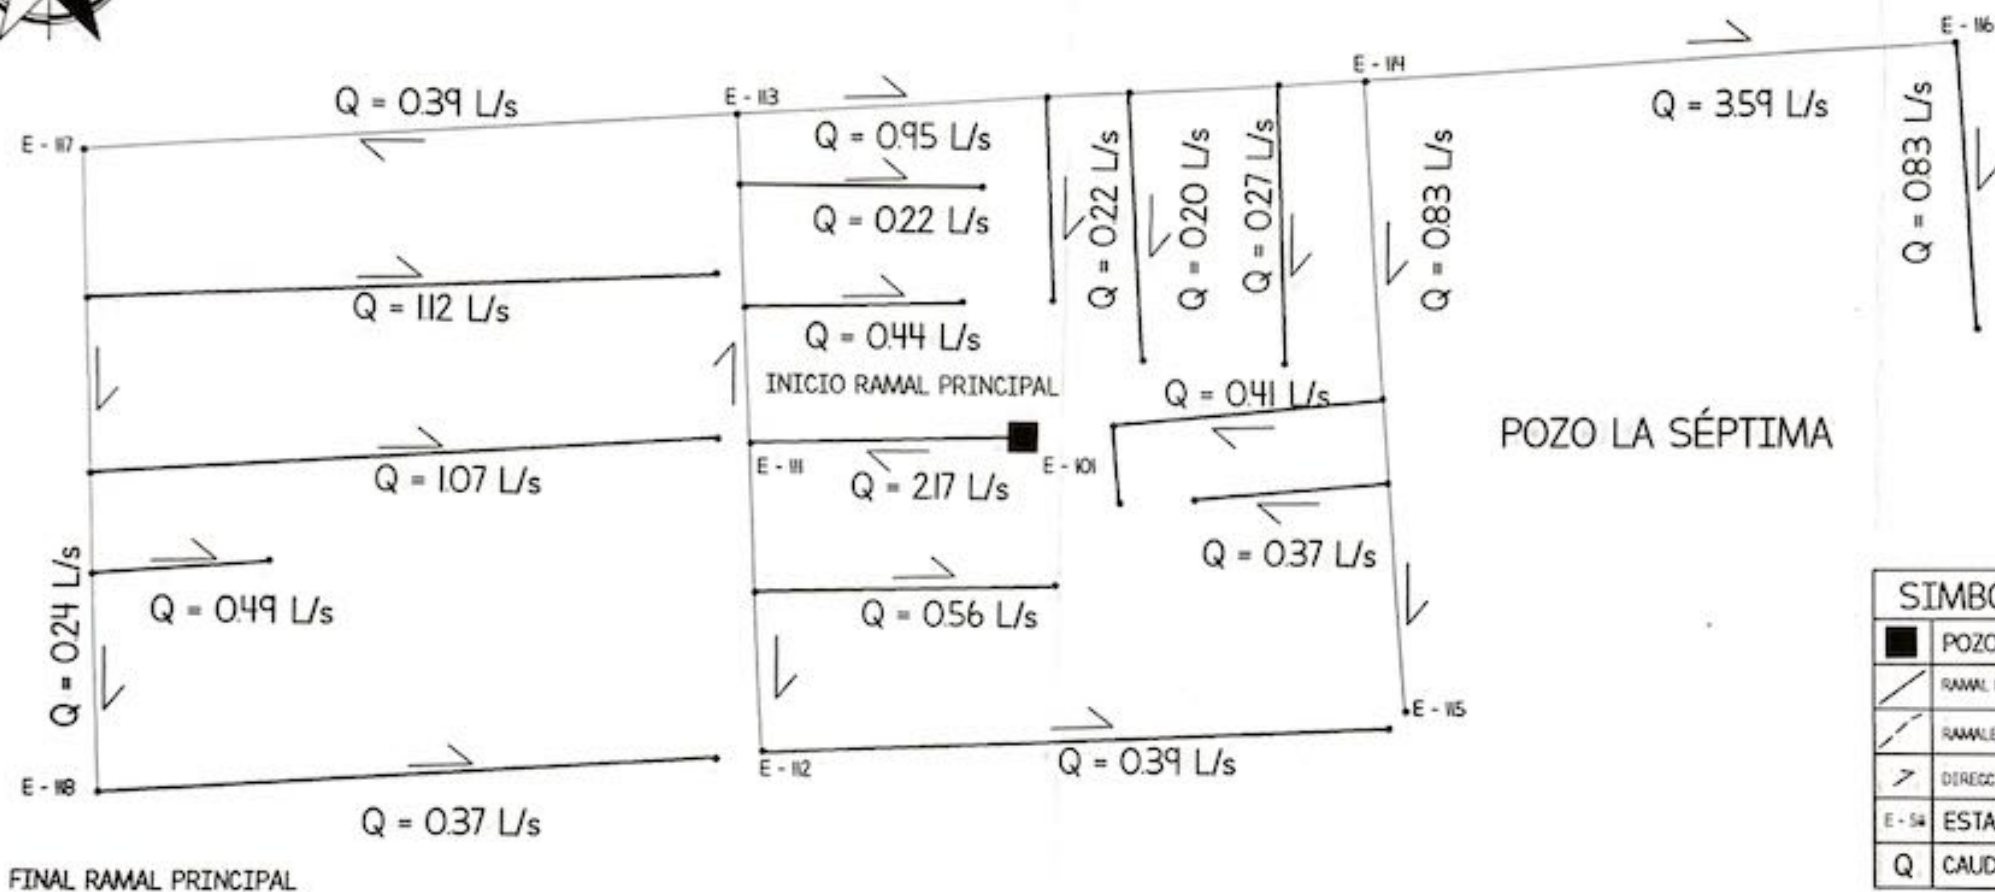 E - 116
E - 114
E - 113
Q = 0.39 L/s
Q = 3.59 L/s
Q = 0.83 L/s
E - 117
Q = 0.95 L/s
Q = 0.22 L/s
Q = 0.22 L/s
Q = 0.20 L/s
Q = 0.27 L/s
Q = 0.83 L/s
Q = 1.12 L/s
Q = 0.44 L/s
INICIO RAMAL PRINCIPAL
Q = 0.41 L/s
POZO LA SÉPTIMA
E - 111
E - 101
Q = 1.07 L/s
Q = 2.17 L/s
Q = 0.37 L/s
Q = 0.24 L/s
Q = 0.49 L/s
Q = 0.56 L/s
E - 115
E - 112
Q = 0.39 L/s
E - 118
Q = 0.37 L/s
FINAL RAMAL PRINCIPAL
POZO
RAMAL
Q CAUD